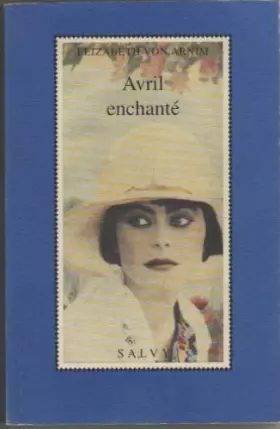 ELIZABETH VON ARNIM
Avril
enchanté
SALVY